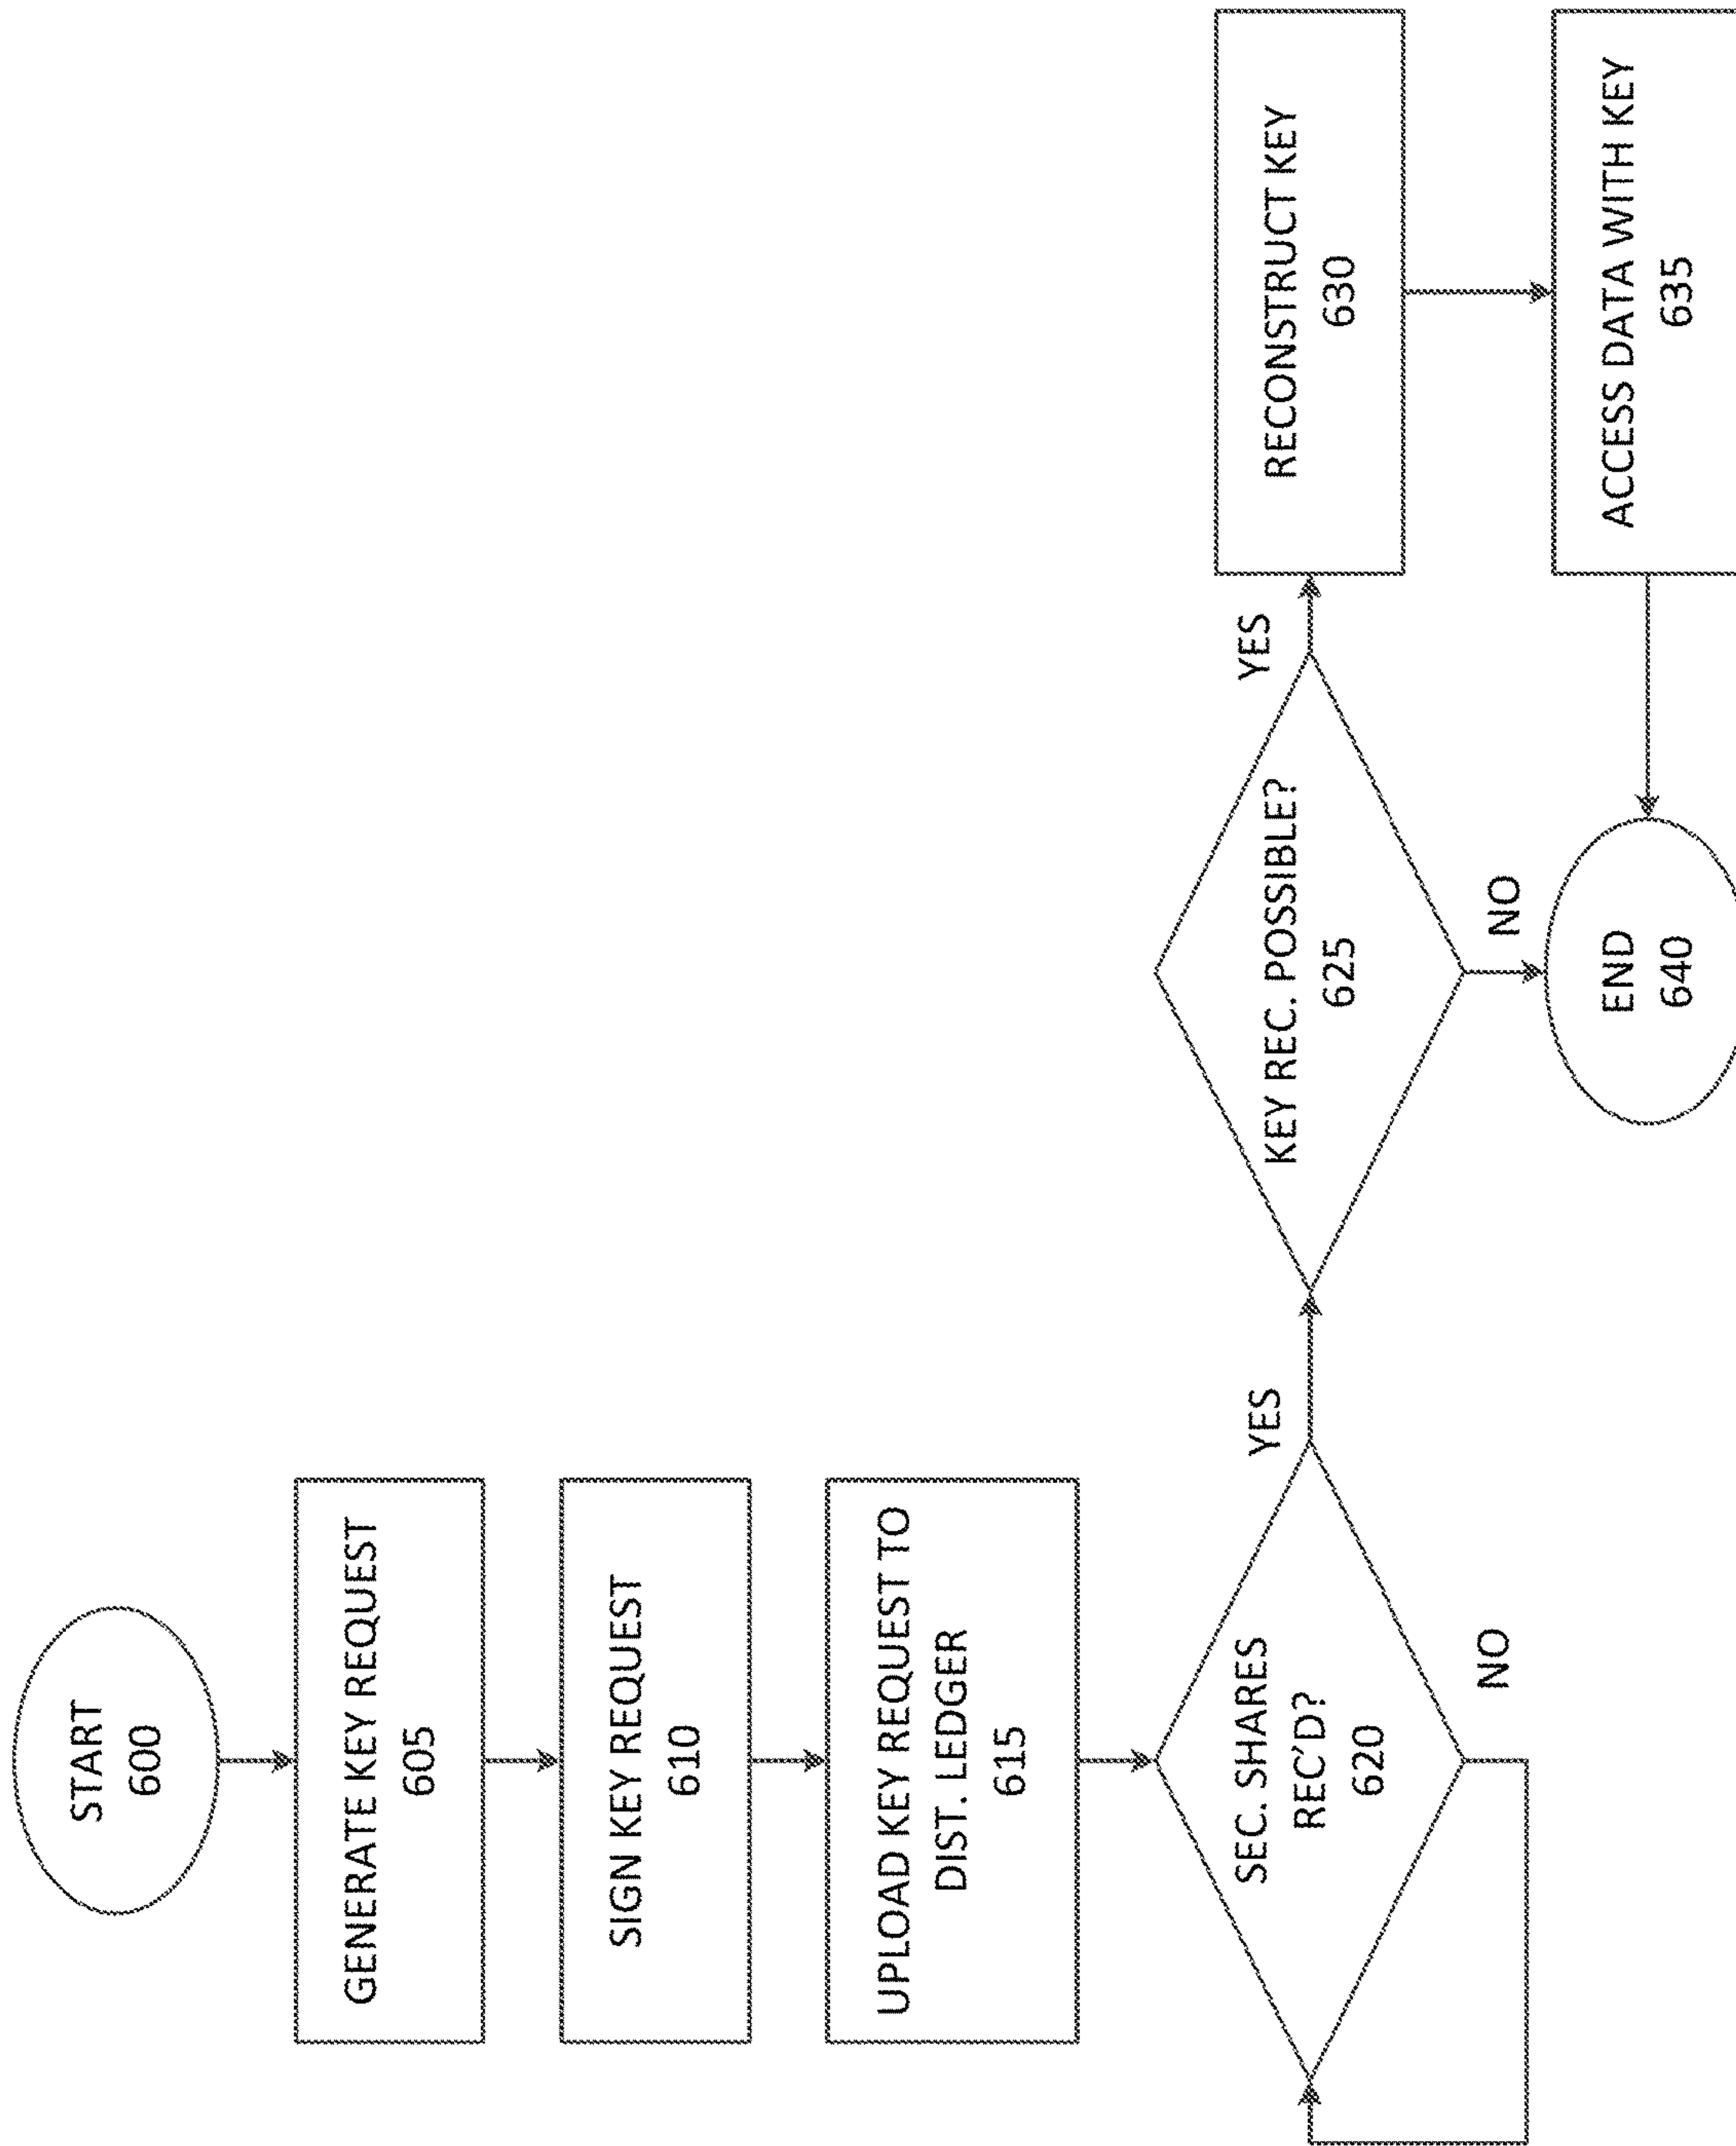 START
600
GENERATE KEY REQUEST
605
SIGN KEY REQUEST
610
UPLOAD KEY REQUEST TO
DIST. LEDGER
615
SEC. SHARES
REC'D?
620
NO
YES
KEY REC. POSSIBLE?
625
YES
NO
RECONSTRUCT KEY
630
ACCESS DATA WITH KEY
635
END
640